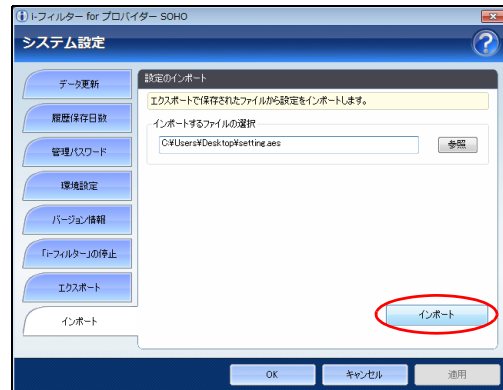 i-フィルター for プロバイダー SOHO
システム設定
データ更新
履歴保存日数
管理パスワード
環境設定
バージョン情報
「i-フィルター」の停止
エクスポート
インポート
設定のインポート
エクスポートで保存されたファイルから設定をインポートします。
インポートするファイルの選択
C:¥Users¥Desktop¥setting.aes
参照
インポート
OK
キャンセル
適用